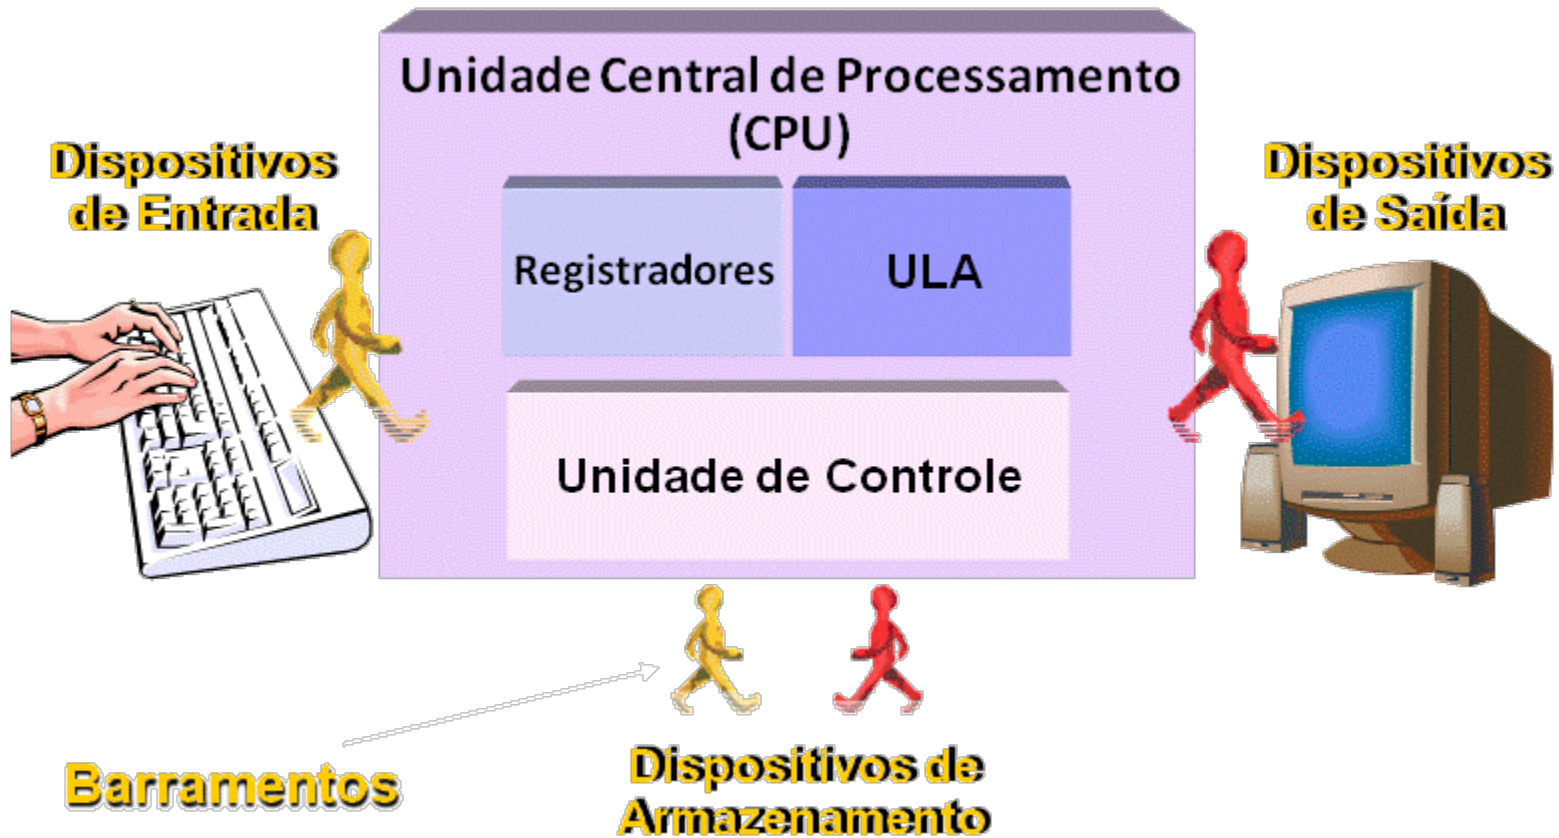 Unidade Central de Processamento
(CPU)
Dispositivos
de Entrada
Dispositivos
de Saída
Registradores
ULA
Unidade de Controle
Barramentos
Dispositivos de
Armazenamento